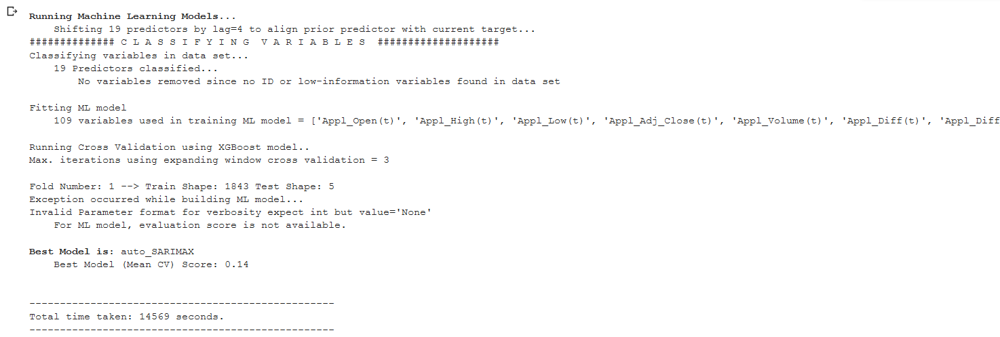 Running Machine Learning Models...
Shifting 19 predictors by lag=4 to align prior predictor with current target...
############## C L A S S I F Y I N G  V A R I A B L E S  ####################
Classifying variables in data set...
19 Predictors classified...
No variables removed since no ID or low-information variables found in data set
Fitting ML model
109 variables used in training ML model = ['Appl_Open(t)', 'Appl_High(t)', 'Appl_Low(t)', 'Appl_Adj_Close(t)', 'Appl_Volume(t)', 'Appl_Diff(t)', 'Appl_Diff
Running Cross Validation using XGBoost model..
Max. iterations using expanding window cross validation = 3
Fold Number: 1 --> Train Shape: 1843 Test Shape: 5
Exception occurred while building ML model...
Invalid Parameter format for verbosity expect int but value='None'
For ML model, evaluation score is not available.
Best Model is: auto_SARIMAX
Best Model (Mean CV) Score: 0.14
--------------------------------------------------
Total time taken: 14569 seconds.
--------------------------------------------------